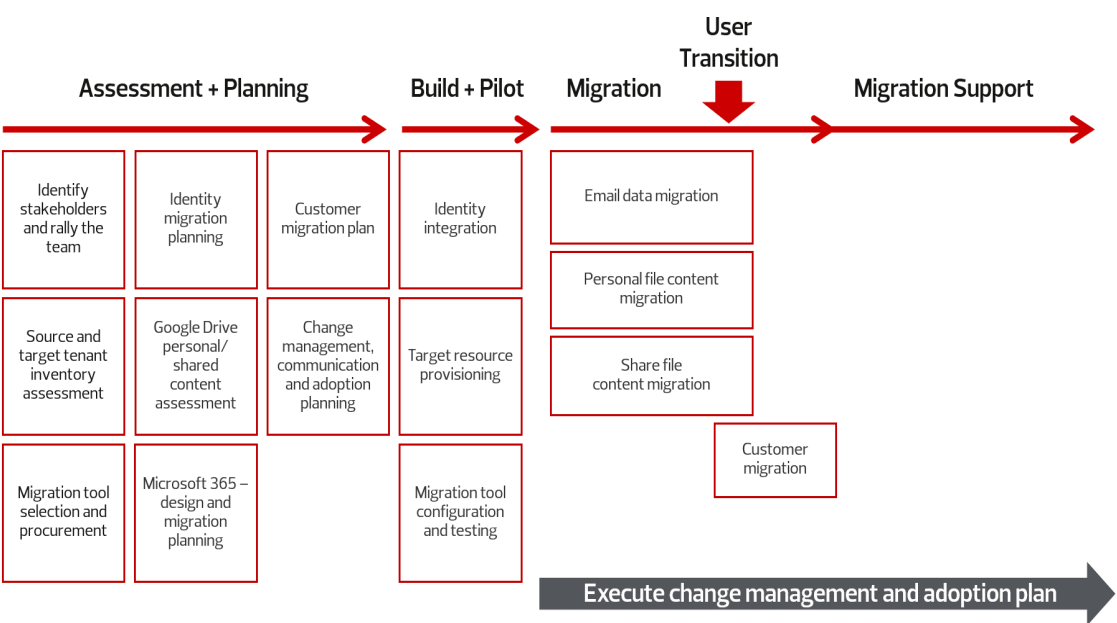 User
Transition
Assessment + Planning
Build + Pilot
Migration
Migration Support
Identify
stakeholders
and rally the
team
Identity
migration
planning
Customer
migration plan
Identity
integration
Email data migration
Personal file content
migration
Source and
target tenant
inventory
assessment
Google Drive
personal/
shared
content
assessment
Change
management,
communication
and adoption
planning
Target resource
provisioning
Share file
content migration
Customer
migration
Migration tool
selection and
procurement
Microsoft 365 –
design and
migration
planning
Migration tool
configuration
and testing
Execute change management and adoption plan